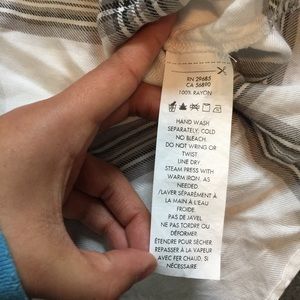 RN 29685
CA 56890
100% RAYON
HAND WASH
SEPARATELY, COLD
NO BLEACH.
DO NOT WRING OR
TWIST
LINE DRY
STEAM PRESS WITH
WARM IRON. AS
NEEDED.
/LAVER SÉPARÉMENT À
LA MAIN À L'EAU
FROIDE.
PAS DE JAVEL
NE PAS TORDRE OU
DÉFORMER
ÉTENDRE POUR SÉCHER.
REPASSER À LA VAPEUR
AVEC FER CHAUD, SI
NÉCESSAIRE